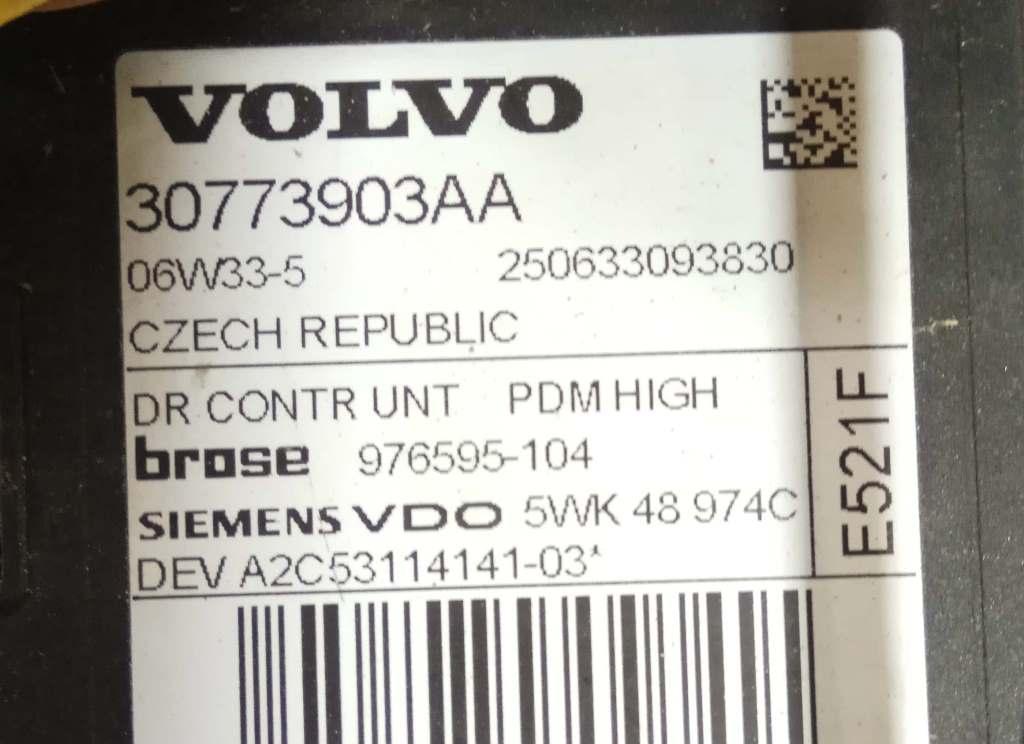 VOLVO
30773903AA
06W33-5 250633093830
CZECH REPUBLIC
DR CONTR UNT PDM HIGH
brose 976595-104
SIEMENS VDO 5WK 48 974C
DEV A2C53114141-03*
E521F